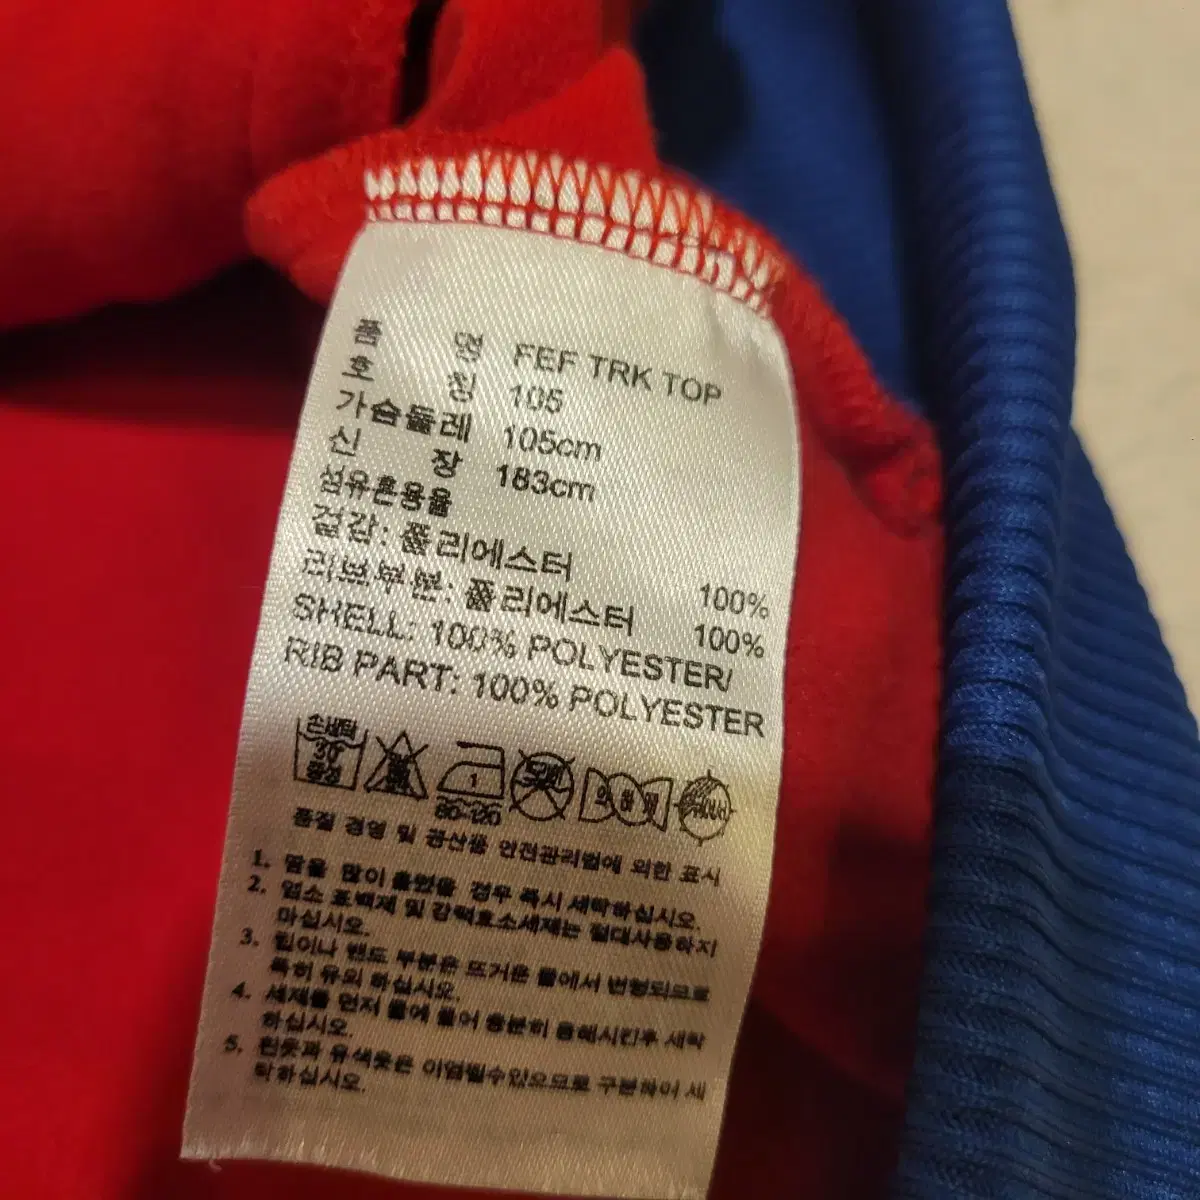 품 명 FEF TRK TOP
호 칭 105
가슴둘레 105cm
신 장 183cm
섬유혼용율
겉감: 폴리에스터 100%
리브부분: 폴리에스터 100%
SHELL: 100% POLYESTER/
RIB PART: 100% POLYESTER
손세탁
30°
중성
1
80-120
드라이
약하게
품질 경영 및 공산품 안전관리법에 의한 표시
1. 땀을 많이 흘렸을 경우 즉시 세탁하십시오.
2. 염소 표백제 및 강력효소세제는 절대사용하지
마십시오.
3. 힌이나 밴드 부분은 뜨거운 물에서 변형되므로
특히 유의 하십시오.
4. 세제를 먼저 물에 풀어 충분히 용해시킨후 세탁
하십시오.
5. 흰옷과 유색옷은 이염될수있으므로 구분하여 세
탁하십시오.